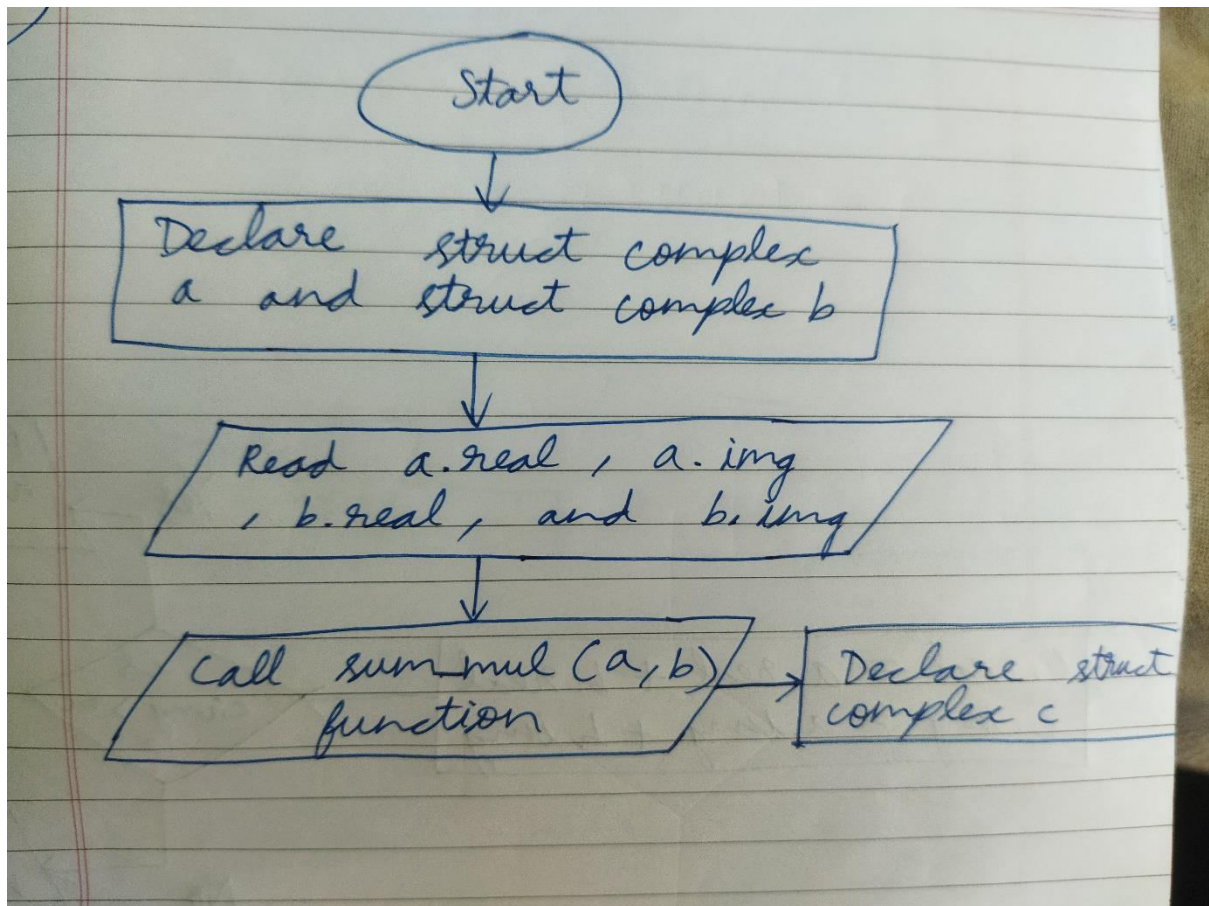 Start
Declare struct complex
a and struct complex b
Read a.real , a.img
, b.real, and b.img
Call sum_mul (a,b)
function
Declare struct
complex c